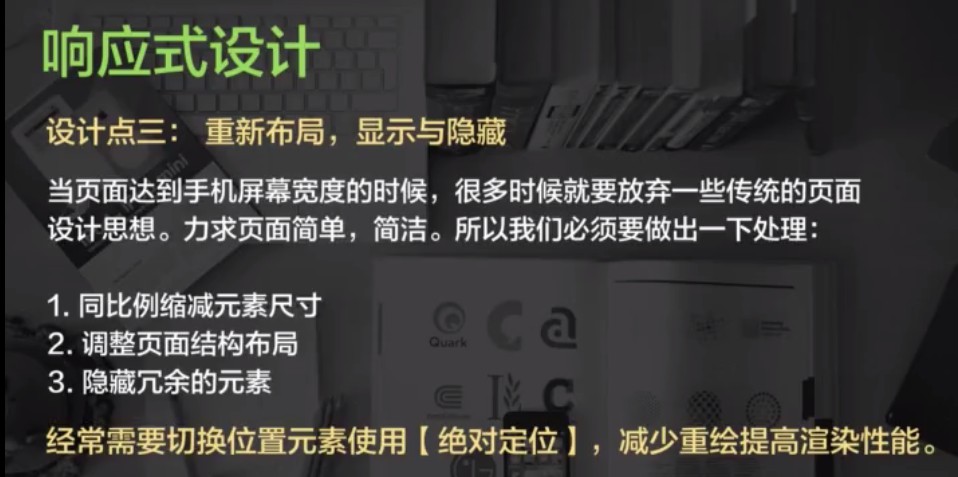 响应式设计
设计点三： 重新布局，显示与隐藏
当页面达到手机屏幕宽度的时候，很多时候就要放弃一些传统的页面
设计思想。力求页面简单，简洁。所以我们必须要做出一下处理：
1. 同比例缩减元素尺寸
2. 调整页面结构布局
3. 隐藏冗余的元素
Quark
经常需要切换位置元素使用【 绝对定位 】，减少重绘提高渲染性能。